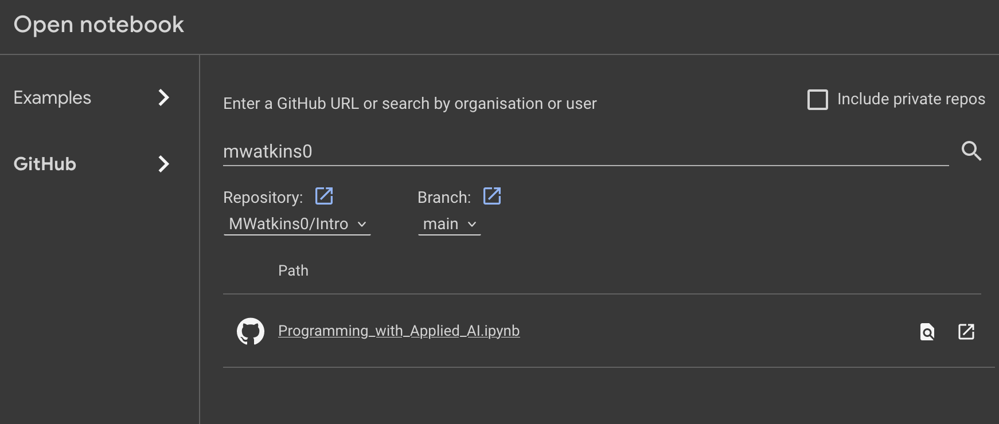 Open notebook
Examples
GitHub
Enter a GitHub URL or search by organisation or user
Include private repos
mwatkins0
Repository:
Branch:
MWatkins0/Intro
main
Path
Programming_with_Applied_AI.ipynb